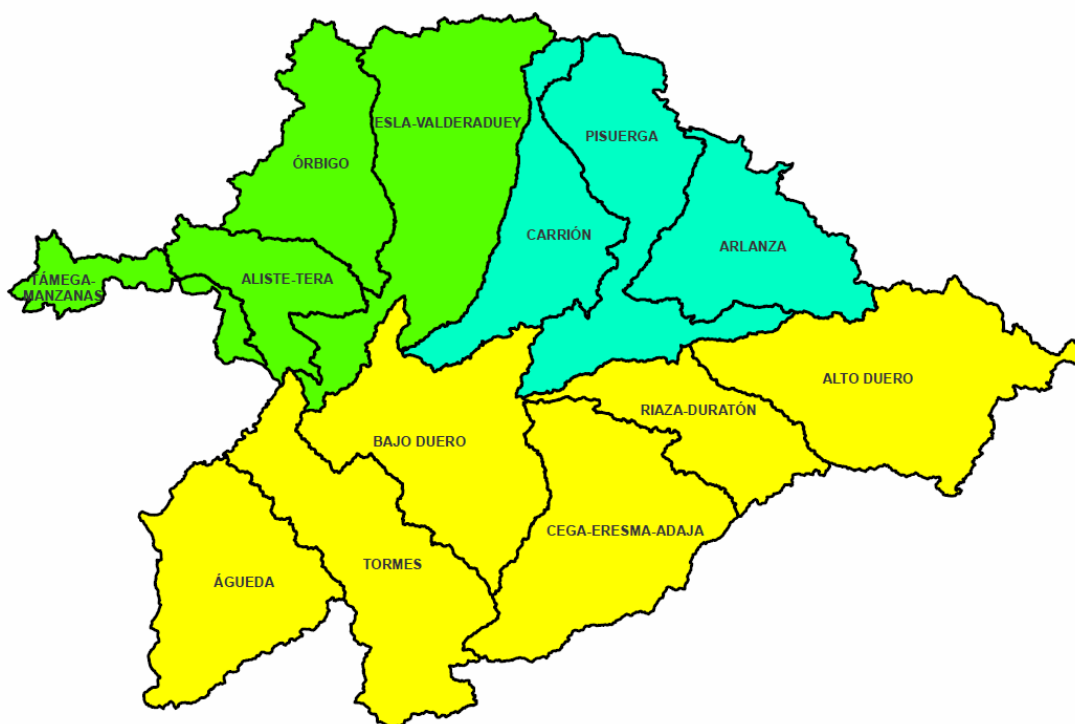 ESLA-VALDERADUEY
PISUERGA
ÓRBIGO
CARRIÓN
ARLANZA
TÁMEGA-
MANZANAS
ALISTE-TERA
ALTO DUERO
RIAZA-DURATÓN
BAJO DUERO
CEGA-ERESMA-ADAJA
TORMES
ÁGUEDA